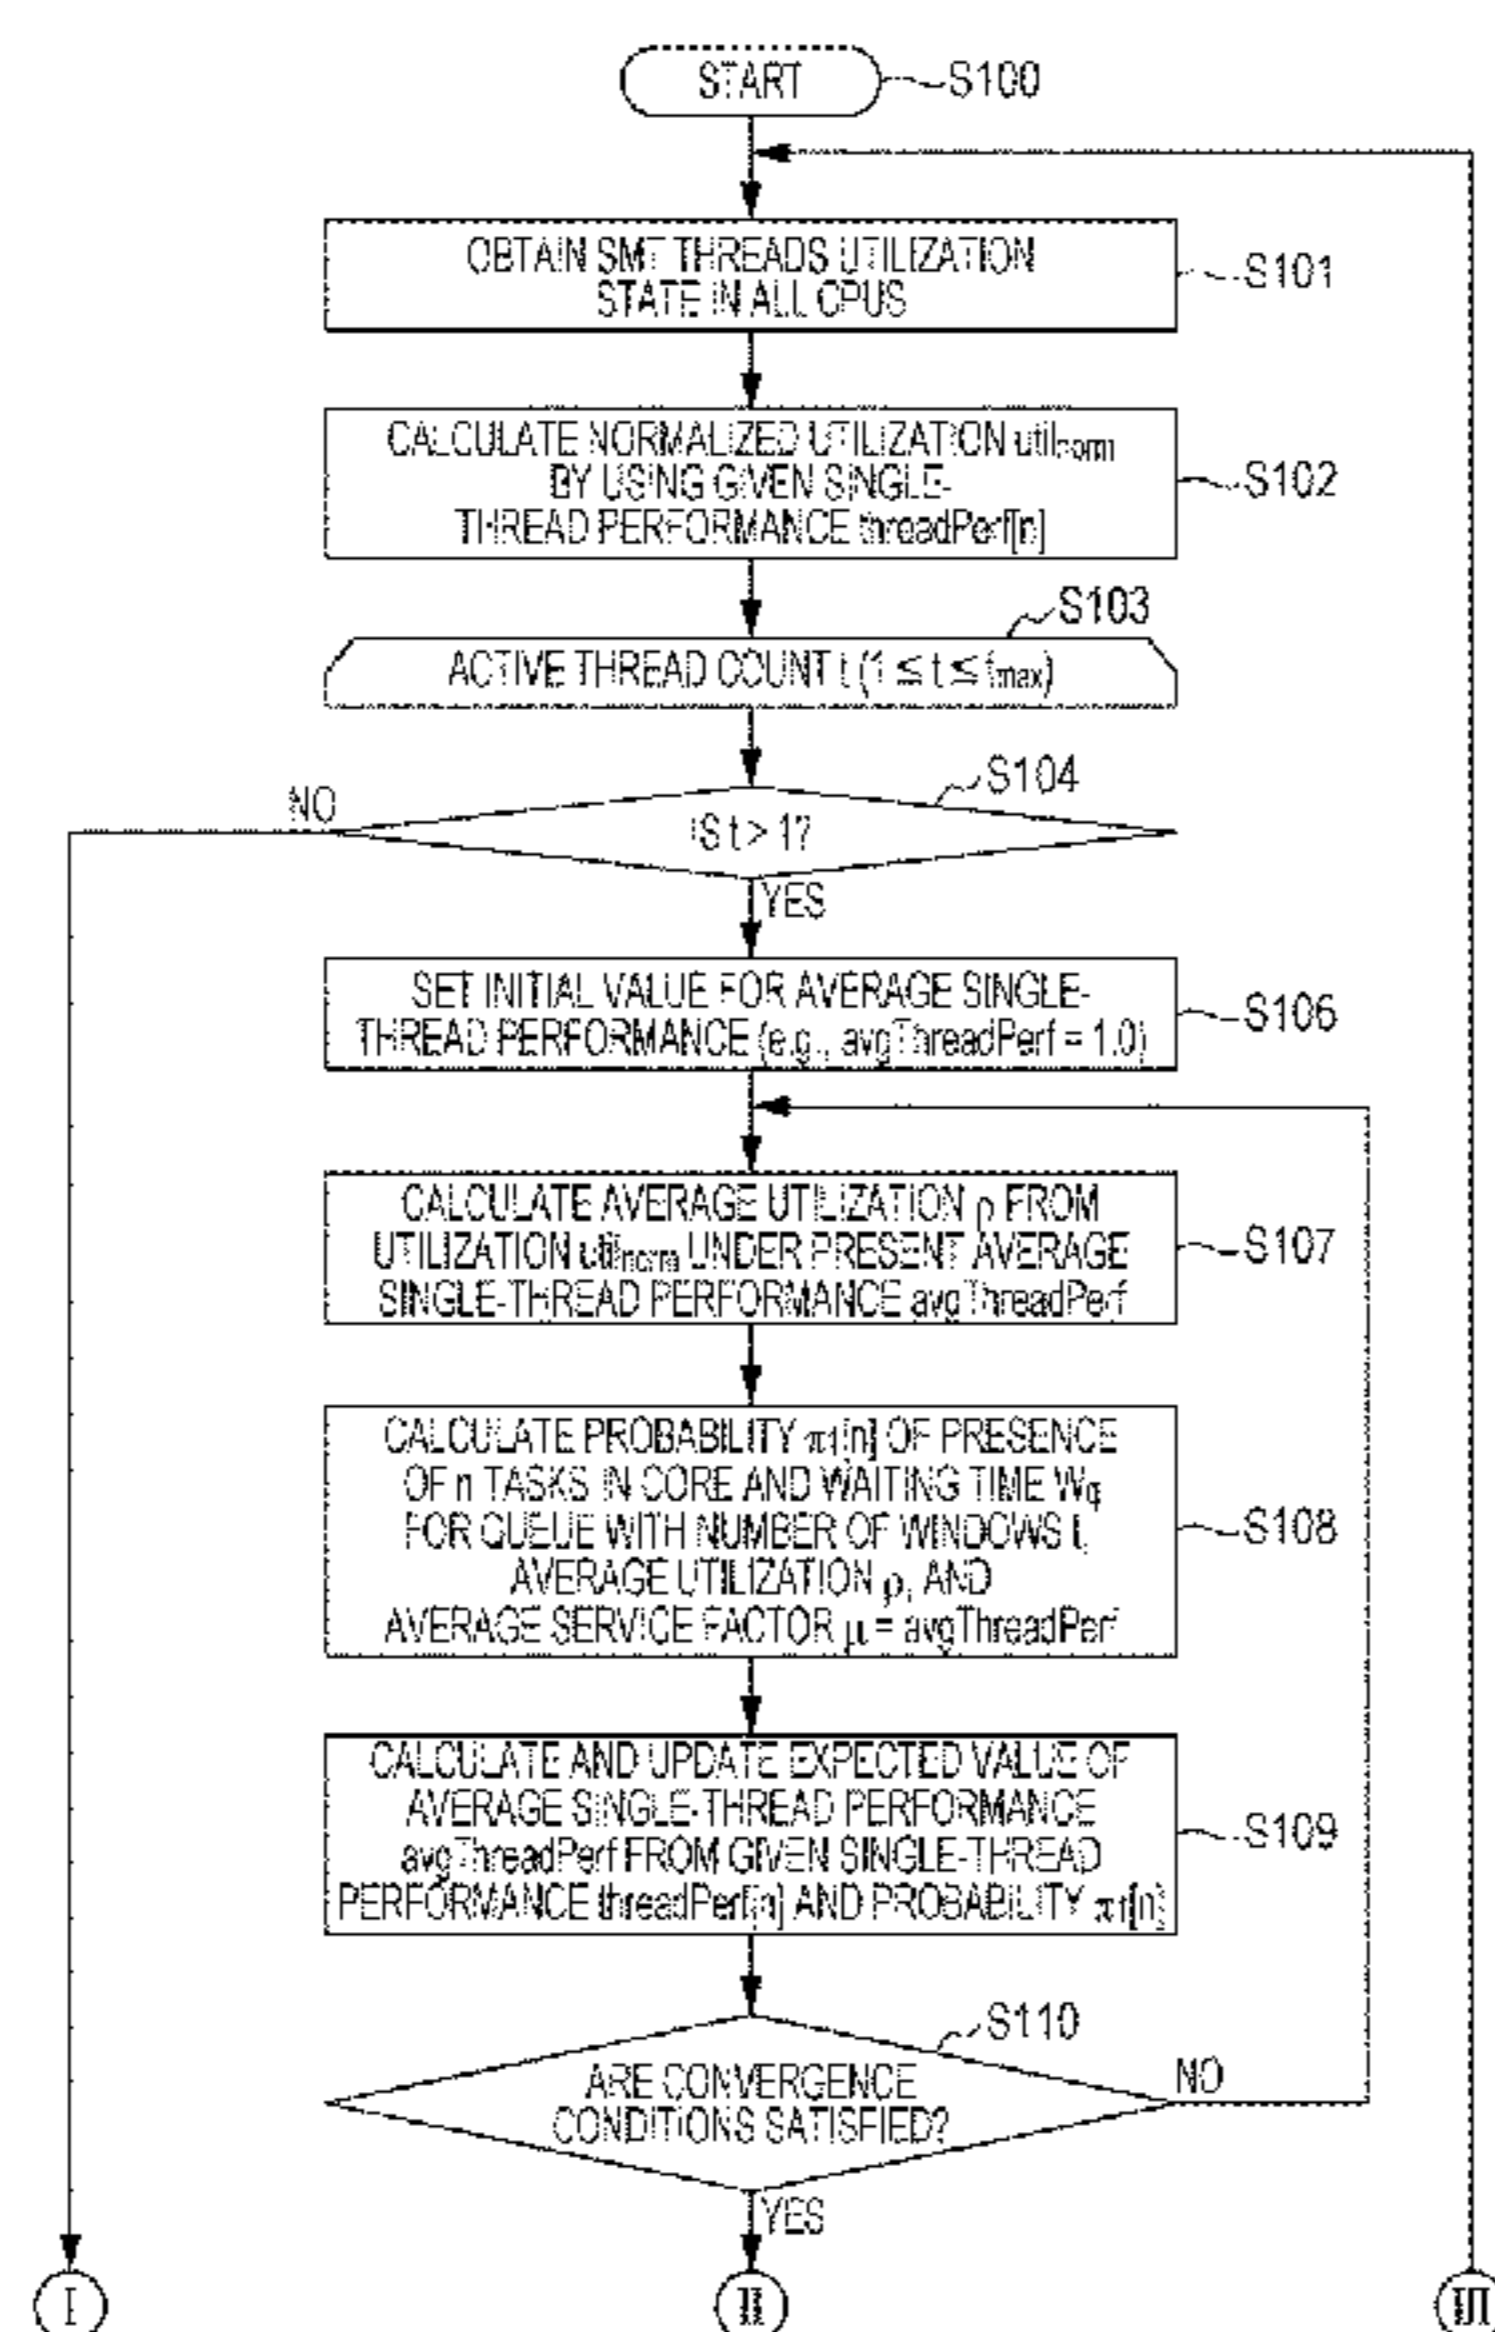 START
S100
OBTAIN SMT THREADS UTILIZATION
STATE IN ALL CPUS
S101
CALCULATE NORMALIZED UTILIZATION utilnorm
BY USING GIVEN SINGLE-
THREAD PERFORMANCE threadPerf[n]
S102
S103
ACTIVE THREAD COUNT t (1 ≦ t ≦ tmax)
S104
NO
IS t > 1?
YES
SET INITIAL VALUE FOR AVERAGE SINGLE-
THREAD PERFORMANCE (e.g., avgThreadPerf = 1.0)
S106
CALCULATE AVERAGE UTILIZATION ρ FROM
UTILIZATION utilnorm UNDER PRESENT AVERAGE
SINGLE-THREAD PERFORMANCE avgThreadPerf
S107
CALCULATE PROBABILITY πt[n] OF PRESENCE
OF n TASKS IN CORE AND WAITING TIME Wq
FOR QUEUE WITH NUMBER OF WINDOWS t,
AVERAGE UTILIZATION ρ, AND
AVERAGE SERVICE FACTOR μ = avgThreadPerf
S108
CALCULATE AND UPDATE EXPECTED VALUE OF
AVERAGE SINGLE-THREAD PERFORMANCE
avgThreadPerf FROM GIVEN SINGLE-THREAD
PERFORMANCE threadPerf[n] AND PROBABILITY πt[n]
S109
S110
ARE CONVERGENCE
CONDITIONS SATISFIED?
NO
YES
I
II
III